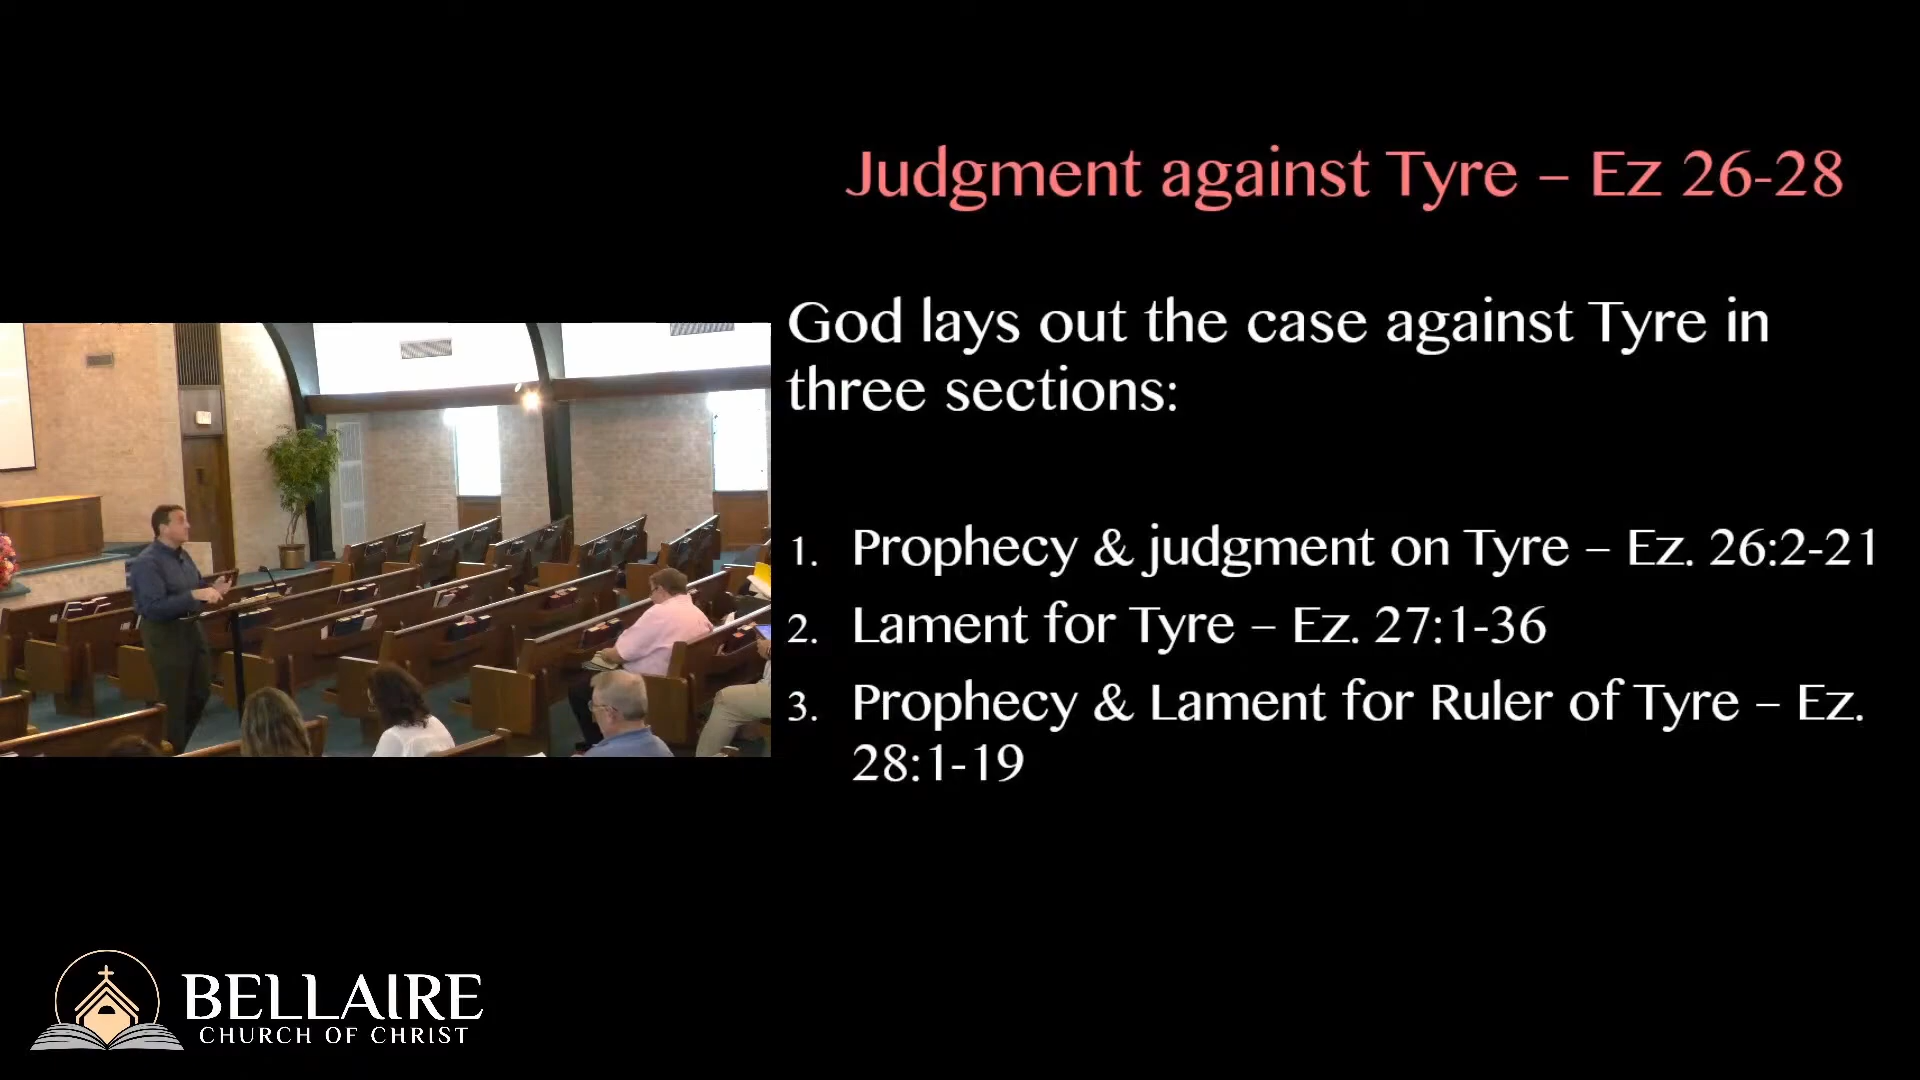 Judgment against Tyre – Ez 26-28
God lays out the case against Tyre in
three sections:
1. Prophecy & judgment on Tyre – Ez. 26:2-21
2. Lament for Tyre – Ez. 27:1-36
3. Prophecy & Lament for Ruler of Tyre – Ez.
28:1-19
BELLAIRE
CHURCH OF CHRIST